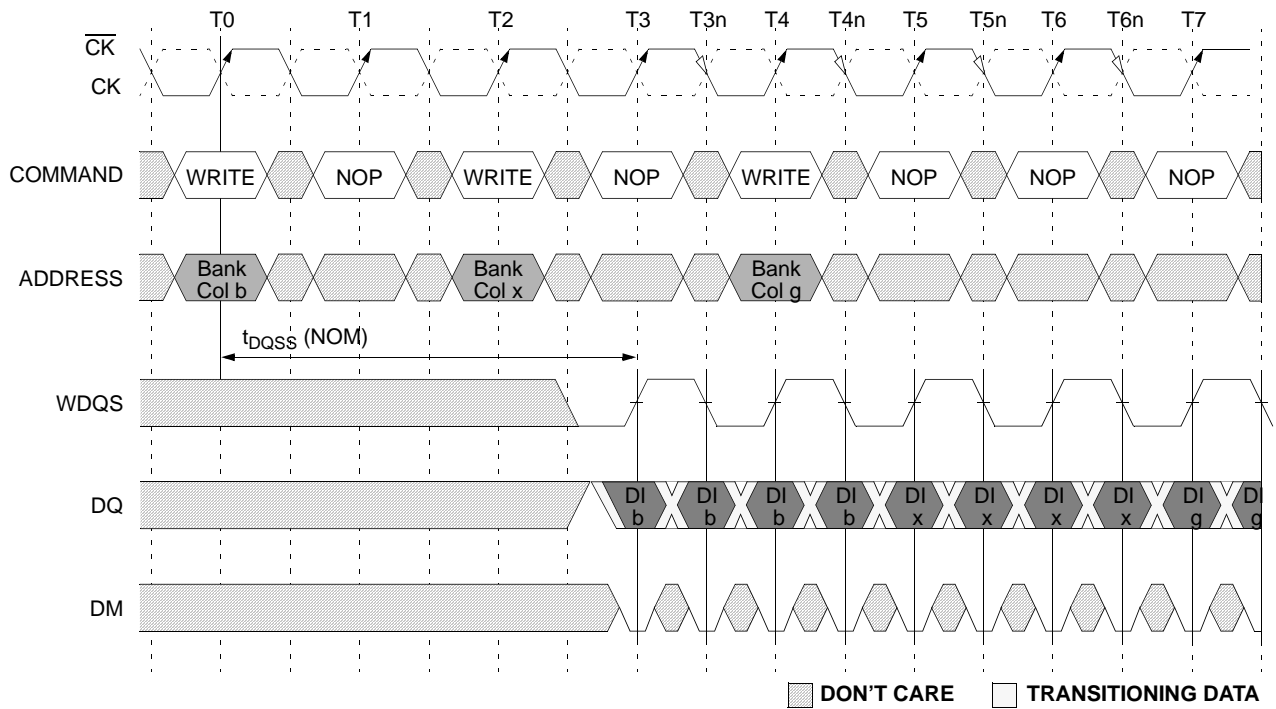 T0 T1 T2 T3 T3n T4 T4n T5 T5n T6 T6n T7
CK
CK
COMMAND WRITE NOP WRITE NOP WRITE NOP NOP NOP
ADDRESS Bank Col b Bank Col x Bank Col g
tDQSS (NOM)
WDQS
DQ DI b DI b DI b DI b DI x DI x DI x DI x DI g DI g
DM
DON'T CARE TRANSITIONING DATA